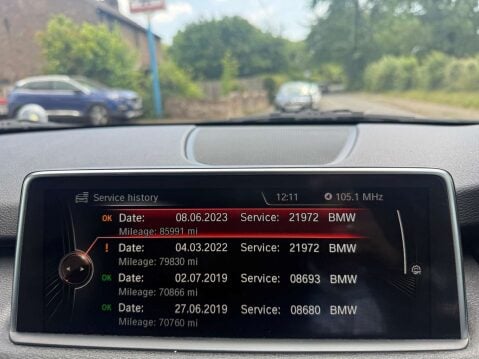 Service history 12:11 105.1 MHz
OK Date: 08.06.2023 Service: 21972 BMW
Mileage: 85991 mi
! Date: 04.03.2022 Service: 21972 BMW
Mileage: 79830 mi
OK Date: 02.07.2019 Service: 08693 BMW
Mileage: 70866 mi
OK Date: 27.06.2019 Service: 08680 BMW
Mileage: 70760 mi